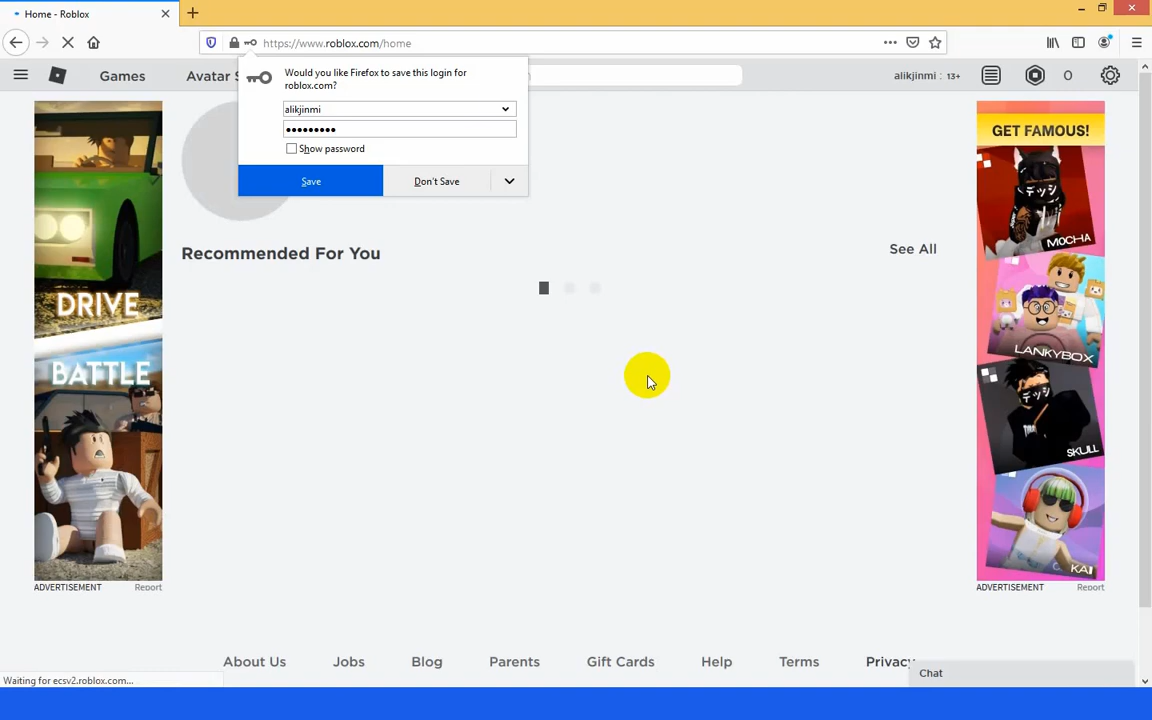 Home - Roblox
https://www.roblox.com/home
Would you like Firefox to save this login for
roblox.com?
alikjinmi
Show password
Save
Don't Save
Games
Avatar S
alikjinmi : 13+
0
DRIVE
BATTLE
ADVERTISEMENT
Report
Recommended For You
See All
GET FAMOUS!
MOCHA
LANKYBOX
SKULL
KAI
ADVERTISEMENT
Report
About Us
Jobs
Blog
Parents
Gift Cards
Help
Terms
Privacy
Chat
Waiting for ecsv2.roblox.com...